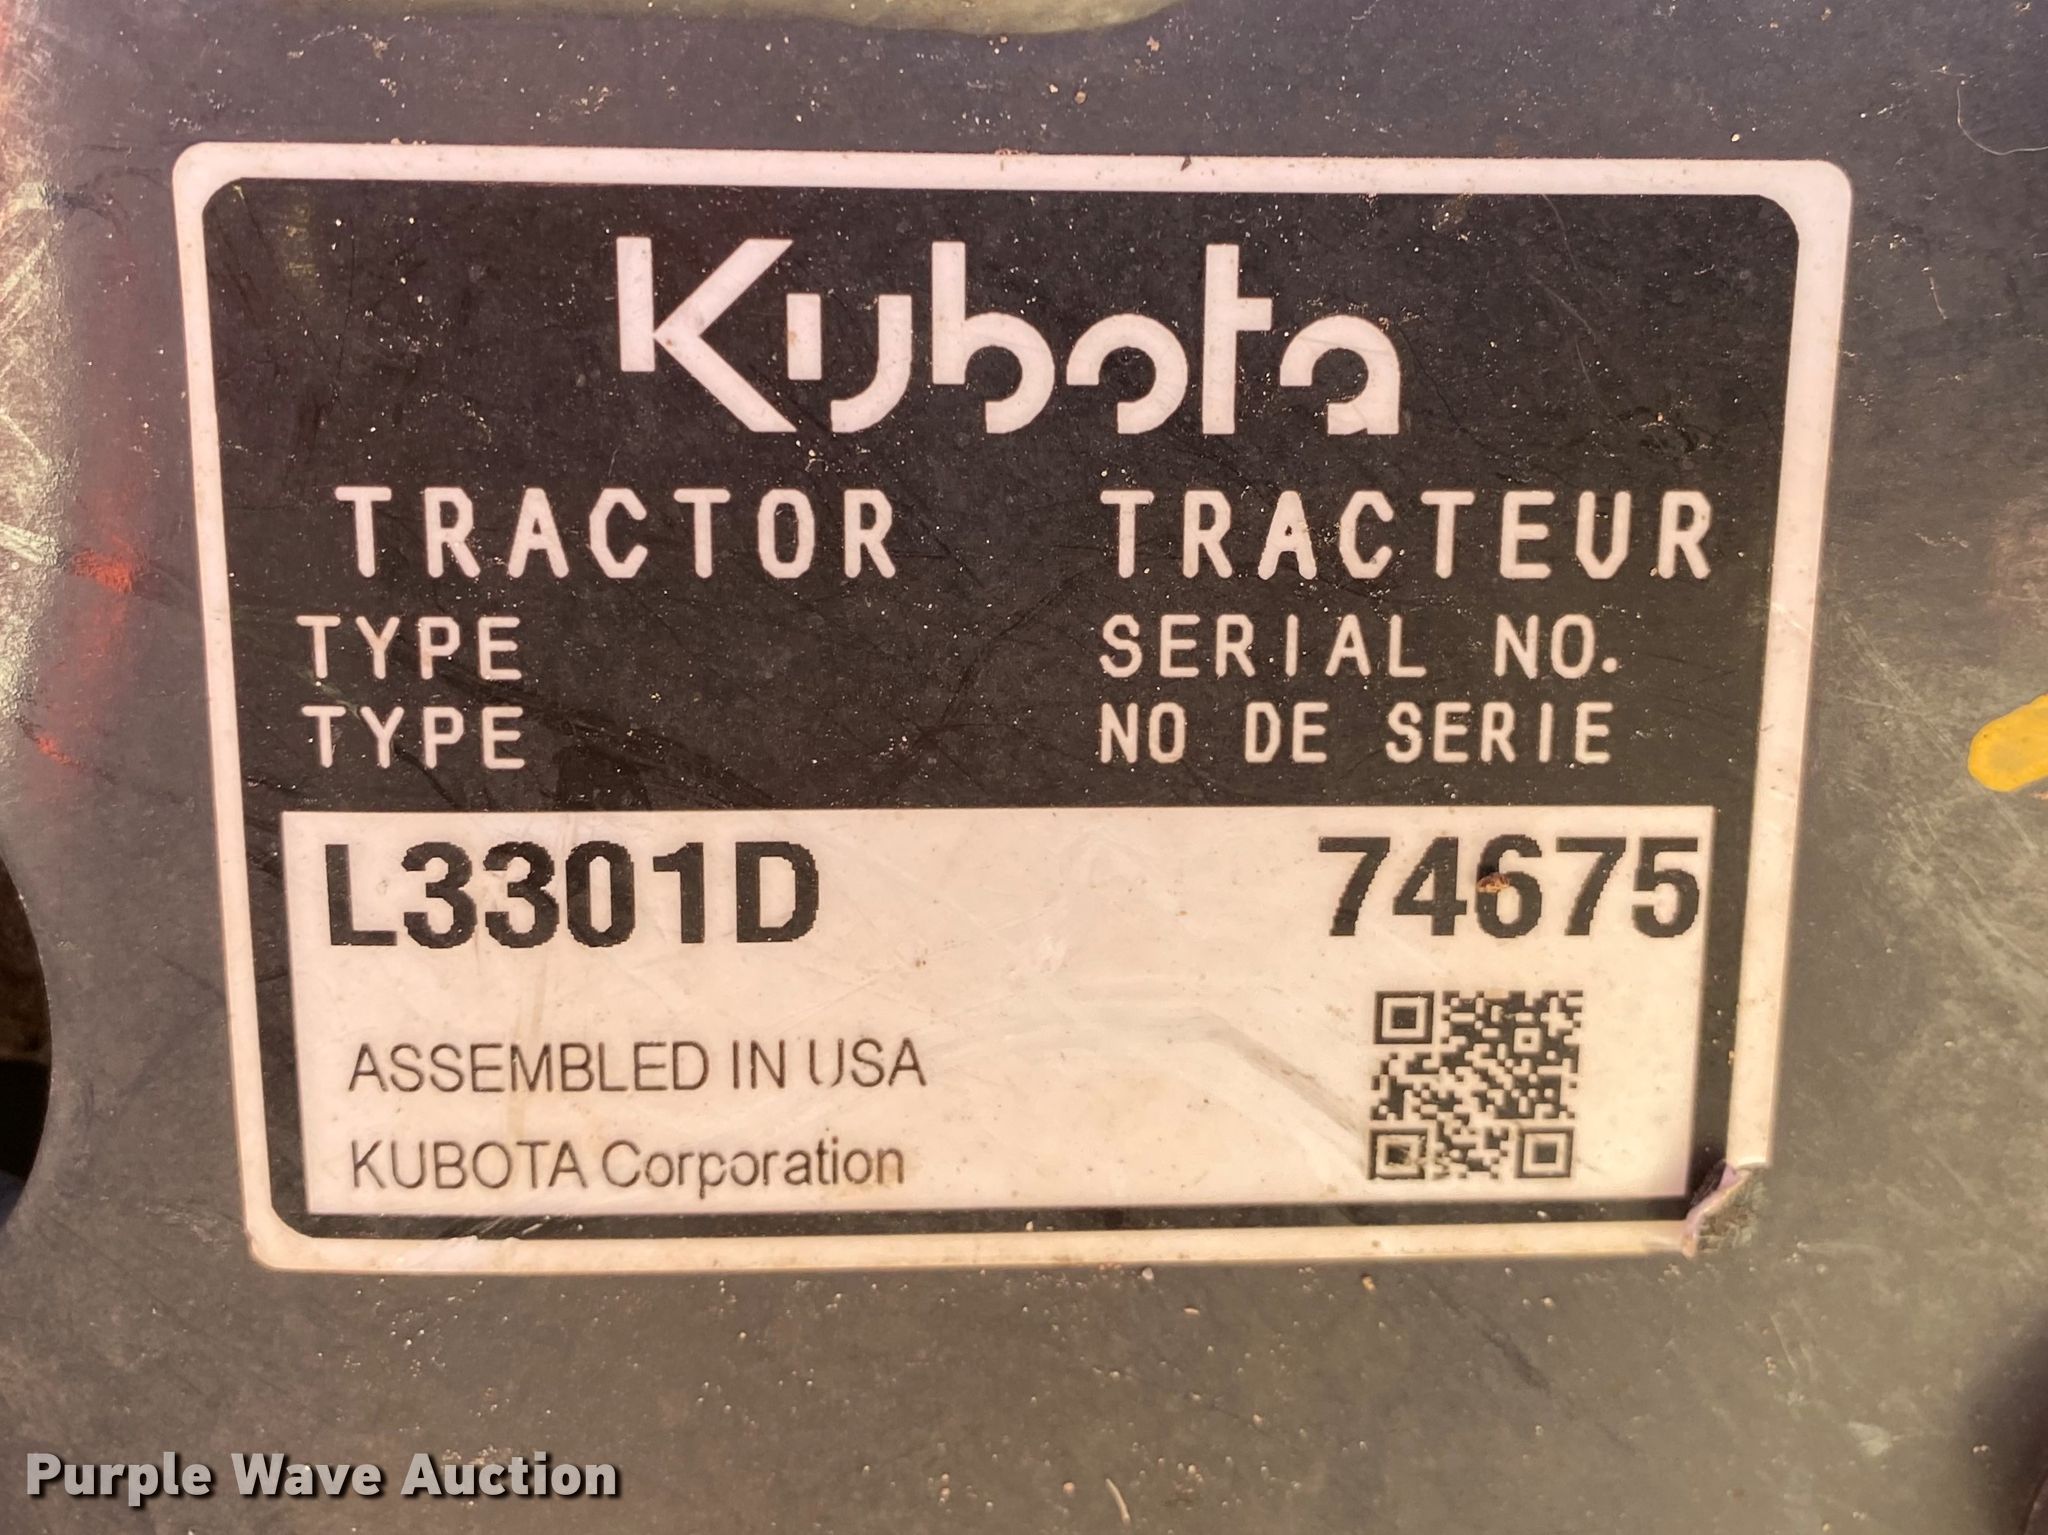 Kubota
TRACTOR TRACTEUR
TYPE SERIAL NO.
TYPE NO DE SERIE
L3301D 74675
ASSEMBLED IN USA
KUBOTA Corporation
Purple Wave Auction